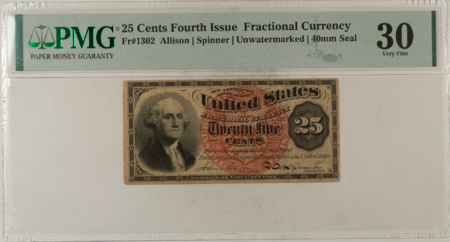 PMG
PAPER MONEY GUARANTY
25 Cents Fourth Issue Fractional Currency
Fr#1302 Allison | Spinner | Unwatermarked | 40mm Seal
30
Very Fine
United States
Twenty Five
CENTS
25